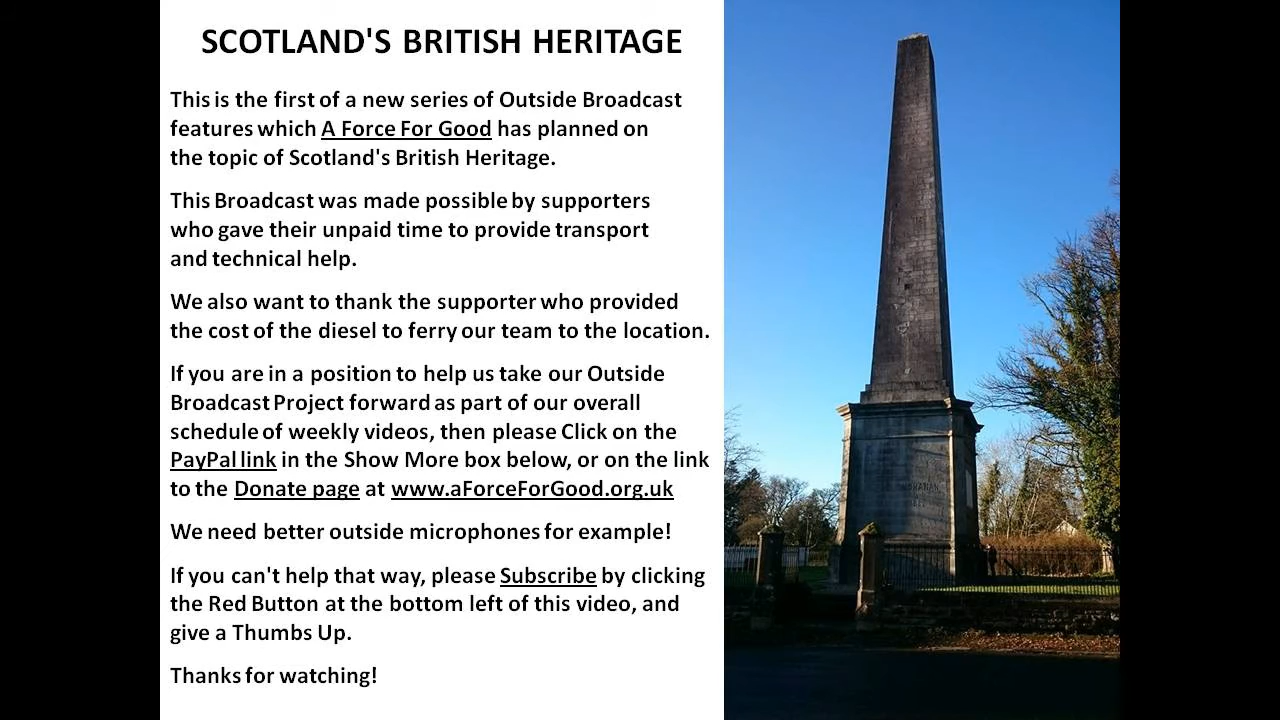 SCOTLAND'S BRITISH HERITAGE
This is the first of a new series of Outside Broadcast
features which A Force For Good has planned on
the topic of Scotland's British Heritage.
This Broadcast was made possible by supporters
who gave their unpaid time to provide transport
and technical help.
We also want to thank the supporter who provided
the cost of the diesel to ferry our team to the location.
If you are in a position to help us take our Outside
Broadcast Project forward as part of our overall
schedule of weekly videos, then please Click on the
PayPal link in the Show More box below, or on the link
to the Donate page at www.aForceForGood.org.uk
We need better outside microphones for example!
If you can't help that way, please Subscribe by clicking
the Red Button at the bottom left of this video, and
give a Thumbs Up.
Thanks for watching!